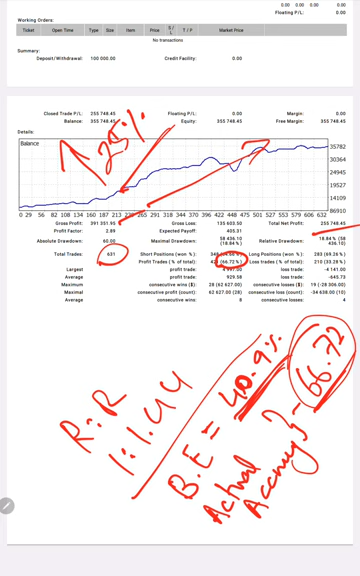 Floating P/L: 0.00
Working Orders:
Ticket Open Time Type Size Item Price S / L T / P Market Price
No transactions
Summary:
Deposit/Withdrawal: 100 000.00 Credit Facility: 0.00
Closed Trade P/L: 255 748.45 Floating P/L: 0.00 Margin: 0.00
Balance: 355 748.45 Equity: 355 748.45 Free Margin: 355 748.45
Details:
Balance
35782
30364
24946
19527
14109
86910
0 29 56 82 108 134 160 187 213 239 265 291 318 344 370 396 422 448 475 501 527 553 579 606 632
25%
Gross Profit: 391 351.95 Gross Loss: 135 603.50 Total Net Profit: 255 748.45
Profit Factor: 2.89 Expected Payoff: 405.31
Absolute Drawdown: 60.00 Maximal Drawdown: 58 436.10 (18.84 %) Relative Drawdown: 18.84 % (58 436.10)
Total Trades: 631 Short Positions (won %): Long Positions (won %): 283 (69.26 %)
Profit Trades (% of total): (66.72 %) Loss trades (% of total): 210 (33.28 %)
Largest profit trade: loss trade: -4 141.00
Average profit trade: 929.58 loss trade: -645.73
Maximum consecutive wins ($): 28 (62 627.00) consecutive losses ($): 19 (-28 306.00)
Maximal consecutive profit (count): 62 627.00 (28) consecutive loss (count): -34 638.00 (10)
Average consecutive wins: 8 consecutive losses: 4
R:R
1:1.44
B.E = 40.9%
Actual
Accuracy
66.72